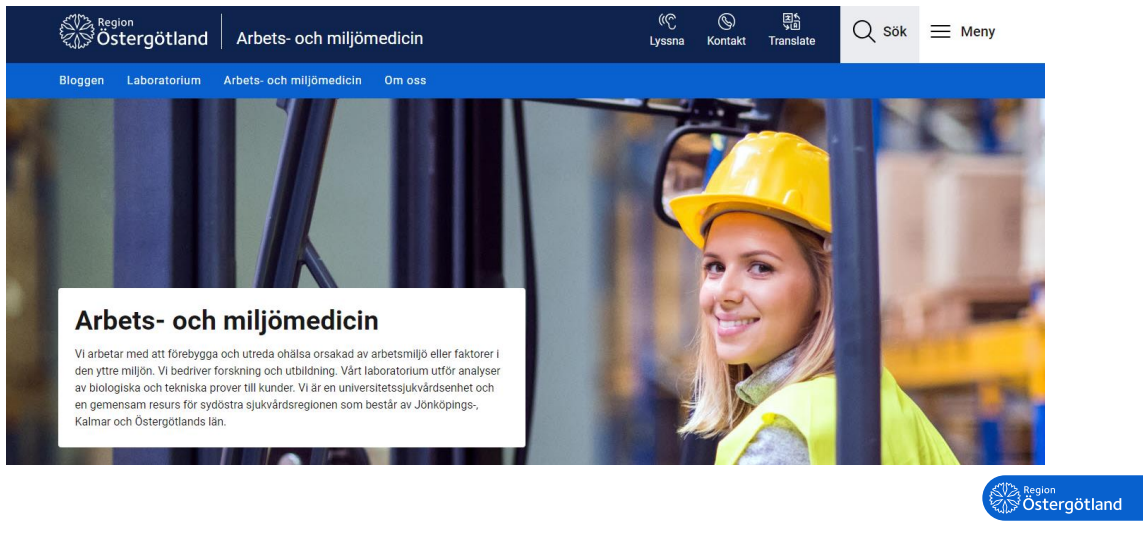 Region
Östergötland
Arbets- och miljömedicin
Lyssna
Kontakt
Translate
Sök
Meny
Bloggen
Laboratorium
Arbets- och miljömedicin
Om oss
Arbets- och miljömedicin
Vi arbetar med att förebygga och utreda ohälsa orsakad av arbetsmiljö eller faktorer i
den yttre miljön. Vi bedriver forskning och utbildning. Vårt laboratorium utför analyser
av biologiska och tekniska prover till kunder. Vi är en universitetssjukvårdsenhet och
en gemensam resurs för sydöstra sjukvårdsregionen som består av Jönköpings-,
Kalmar och Östergötlands län.
Region
Östergötland